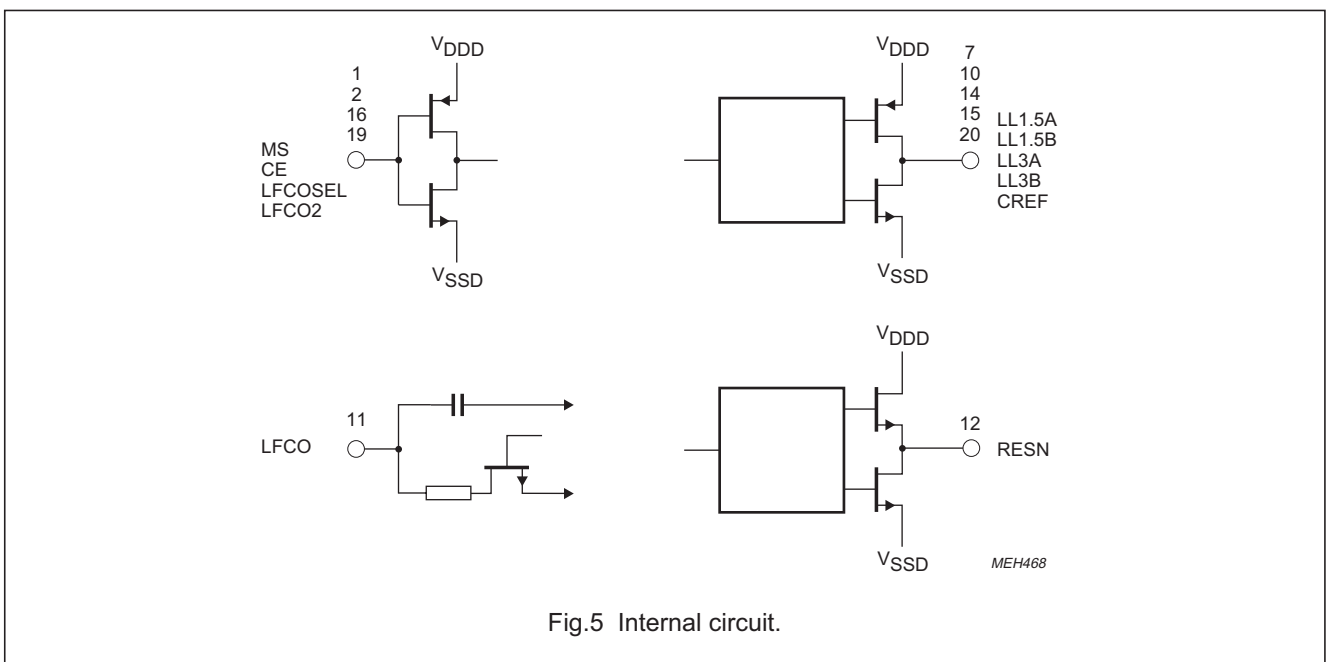 VDDD
1
2
16
19
MS
CE
LFCOSEL
LFCO2
VSSD
VDDD
7
10
14
15
20
LL1.5A
LL1.5B
LL3A
LL3B
CREF
VSSD
11
LFCO
VDDD
12
RESN
VSSD
MEH468
Fig.5 Internal circuit.